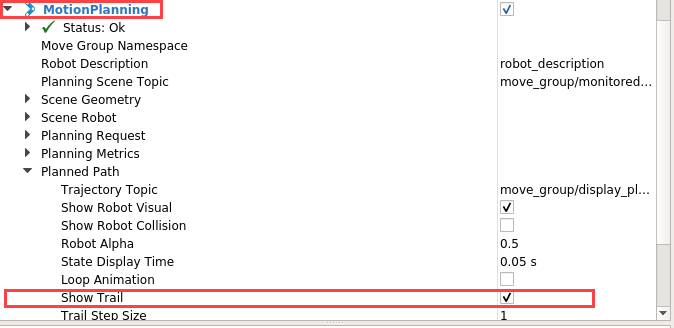 MotionPlanning
Status: Ok
Move Group Namespace
Robot Description robot_description
Planning Scene Topic move_group/monitored...
Scene Geometry
Scene Robot
Planning Request
Planning Metrics
Planned Path
Trajectory Topic move_group/display_pl...
Show Robot Visual
Show Robot Collision
Robot Alpha 0.5
State Display Time 0.05 s
Loop Animation
Show Trail
Trail Step Size 1